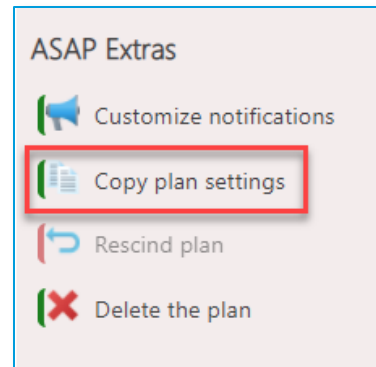 ASAP Extras
Customize notifications
Copy plan settings
Rescind plan
Delete the plan